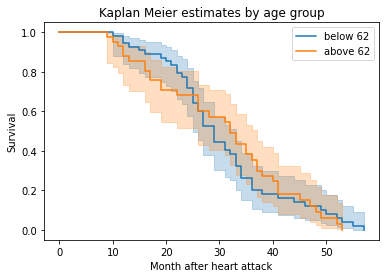 Kaplan Meier estimates by age group
below 62
above 62
Survival
1.0
0.8
0.6
0.4
0.2
0.0
0 10 20 30 40 50
Month after heart attack